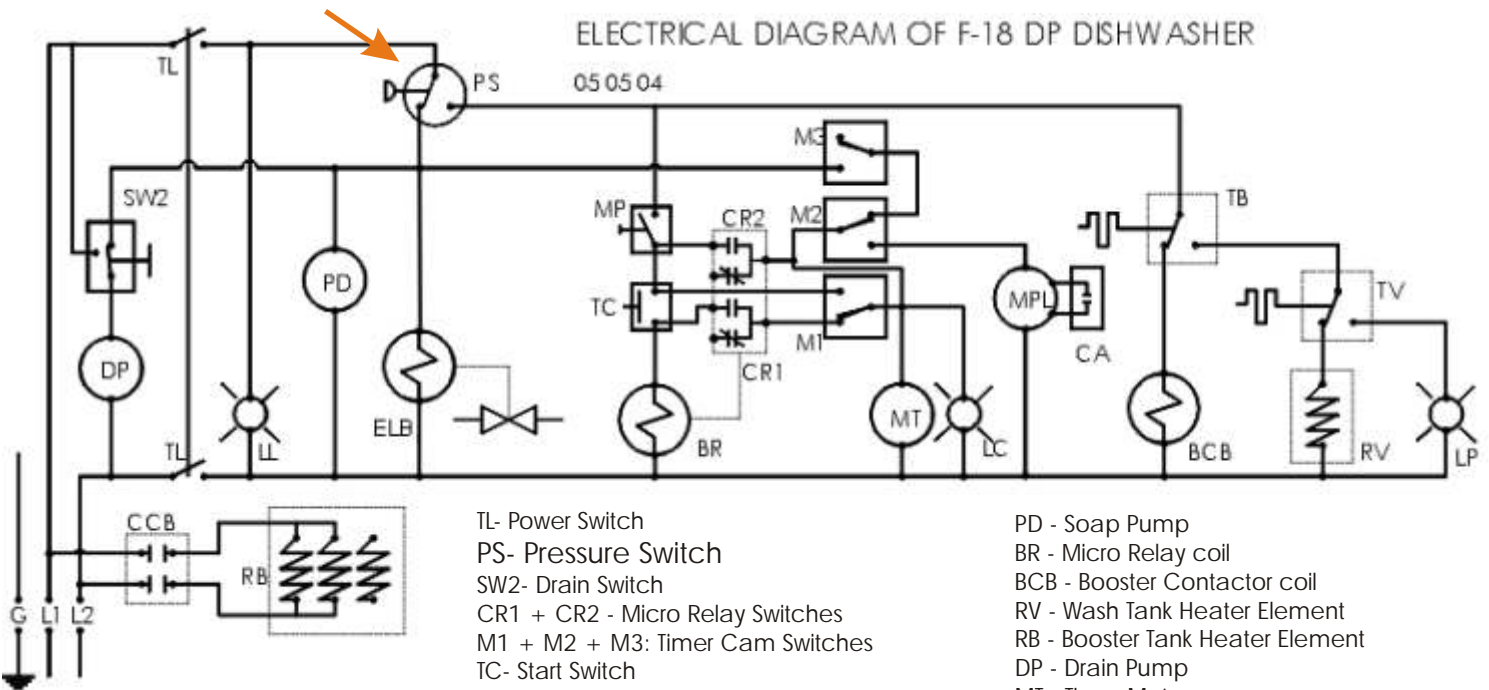 ELECTRICAL DIAGRAM OF F-18 DP DISHWASHER
TL
PS
05 05 04
M3
SW2
MP
CR2
M2
TB
PD
TC
MPL
TV
DP
M1
CA
CR1
ELB
MT
TL
LL
BR
LC
BCB
RV
LP
CCB
RB
G L1 L2
TL- Power Switch
PS- Pressure Switch
SW2- Drain Switch
CR1 + CR2 - Micro Relay Switches
M1 + M2 + M3: Timer Cam Switches
TC- Start Switch
PD - Soap Pump
BR - Micro Relay coil
BCB - Booster Contactor coil
RV - Wash Tank Heater Element
RB - Booster Tank Heater Element
DP - Drain Pump